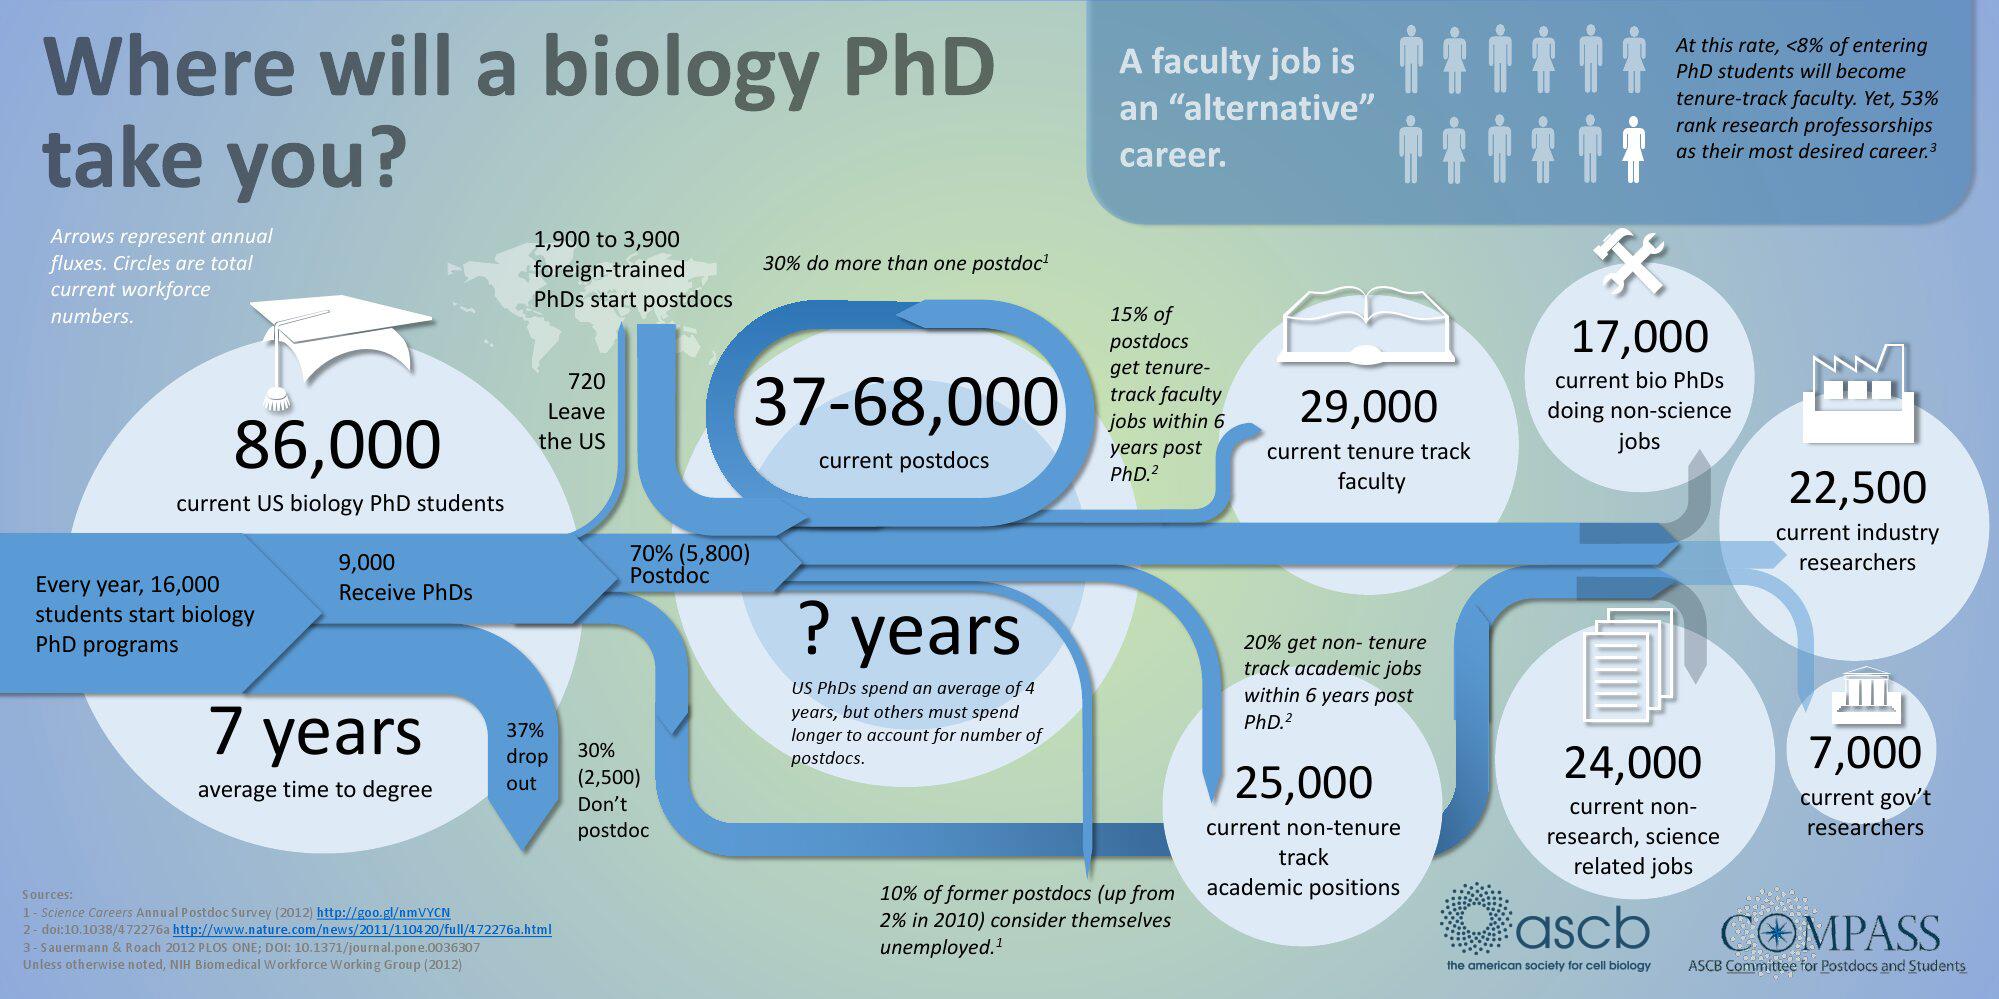 Where will a biology PhD
take you?
A faculty job is
an “alternative”
career.
At this rate, <8% of entering
PhD students will become
tenure-track faculty. Yet, 53%
rank research professorships
as their most desired career.3
Arrows represent annual
fluxes. Circles are total
current workforce
numbers.
86,000
current US biology PhD students
Every year, 16,000
students start biology
PhD programs
9,000
Receive PhDs
7 years
average time to degree
37%
drop
out
1,900 to 3,900
foreign-trained
PhDs start postdocs
720
Leave
the US
70% (5,800)
Postdoc
30%
(2,500)
Don’t
postdoc
30% do more than one postdoc1
37-68,000
current postdocs
? years
US PhDs spend an average of 4
years, but others must spend
longer to account for number of
postdocs.
10% of former postdocs (up from
2% in 2010) consider themselves
unemployed.1
15% of
postdocs
get tenure-
track faculty
jobs within 6
years post
PhD.2
29,000
current tenure track
faculty
20% get non- tenure
track academic jobs
within 6 years post
PhD.2
25,000
current non-tenure
track
academic positions
17,000
current bio PhDs
doing non-science
jobs
22,500
current industry
researchers
24,000
current non-
research, science
related jobs
7,000
current gov’t
researchers
Sources:
1 - Science Careers Annual Postdoc Survey (2012) http://goo.gl/nmVYCN
2 - doi:10.1038/472276a http://www.nature.com/news/2011/110420/full/472276a.html
3 - Sauermann & Roach 2012 PLOS ONE; DOI: 10.1371/journal.pone.0036307
Unless otherwise noted, NIH Biomedical Workforce Working Group (2012)
ascb
the american society for cell biology
COMPASS
ASCB Committee for Postdocs and Students